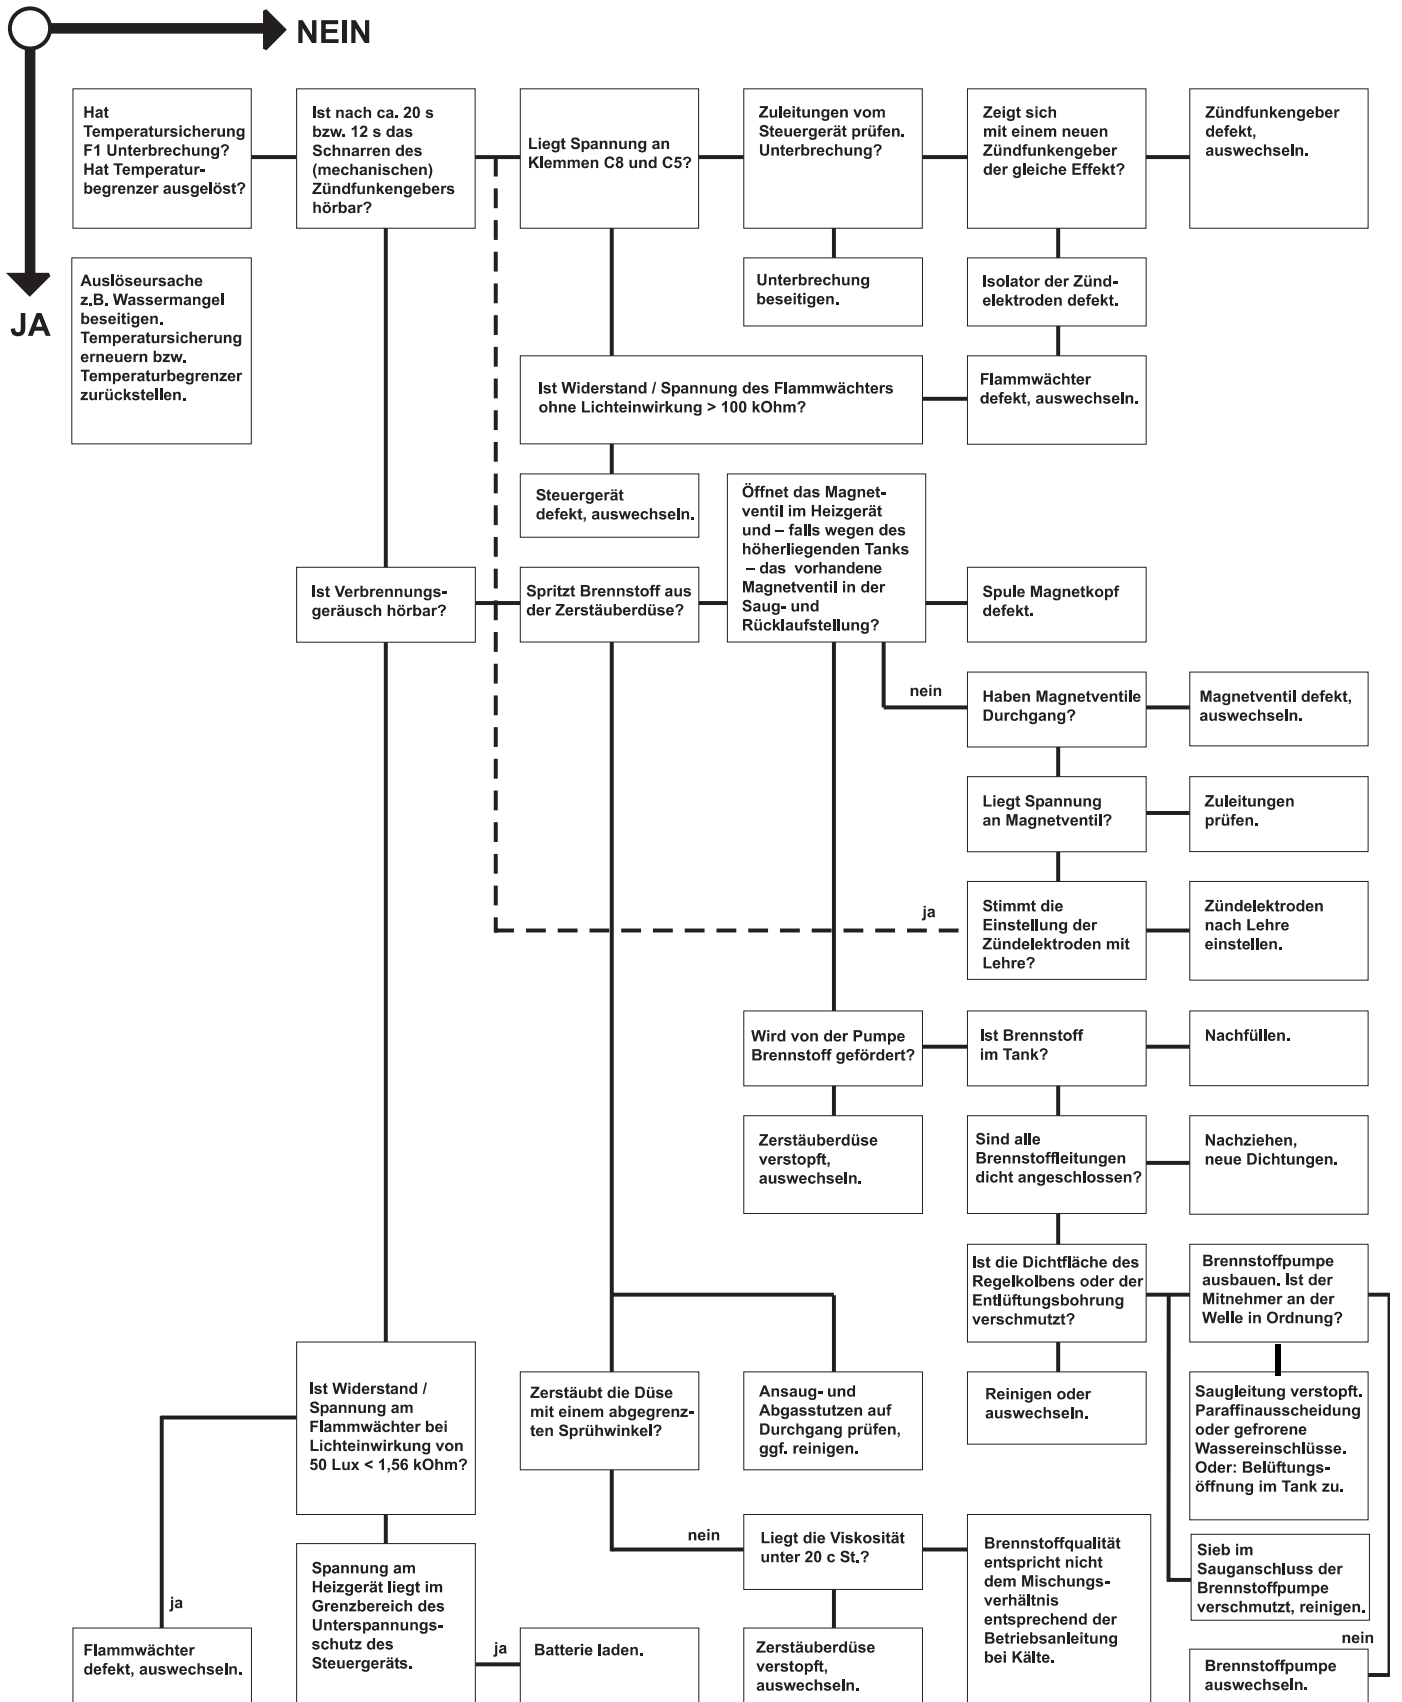 NEIN
JA
Hat
Temperatursicherung
F1 Unterbrechung?
Hat Temperatur-
begrenzer ausgelöst?
Ist nach ca. 20 s
bzw. 12 s das
Schnarren des
(mechanischen)
Zündfunkengebers
hörbar?
Liegt Spannung an
Klemmen C8 und C5?
Zuleitungen vom
Steuergerät prüfen.
Unterbrechung?
Zeigt sich
mit einem neuen
Zündfunkengeber
der gleiche Effekt?
Zündfunkengeber
defekt,
auswechseln.
Auslöseursache
z.B. Wassermangel
beseitigen.
Temperatursicherung
erneuern bzw.
Temperaturbegrenzer
zurückstellen.
Unterbrechung
beseitigen.
Isolator der Zünd-
elektroden defekt.
Ist Widerstand / Spannung des Flammwächters
ohne Lichteinwirkung > 100 kOhm?
Flammwächter
defekt, auswechseln.
Steuergerät
defekt, auswechseln.
Öffnet das Magnet-
ventil im Heizgerät
und – falls wegen des
höherliegenden Tanks
– das vorhandene
Magnetventil in der
Saug- und
Rücklaufstellung?
Ist Verbrennungs-
geräusch hörbar?
Spritzt Brennstoff aus
der Zerstäuberdüse?
Spule Magnetkopf
defekt.
nein
Haben Magnetventile
Durchgang?
Magnetventil defekt,
auswechseln.
Liegt Spannung
an Magnetventil?
Zuleitungen
prüfen.
ja
Stimmt die
Einstellung der
Zündelektroden mit
Lehre?
Zündelektroden
nach Lehre
einstellen.
Wird von der Pumpe
Brennstoff gefördert?
Ist Brennstoff
im Tank?
Nachfüllen.
Zerstäuberdüse
verstopft,
auswechseln.
Sind alle
Brennstoffleitungen
dicht angeschlossen?
Nachziehen,
neue Dichtungen.
Ist die Dichtfläche des
Regelkolbens oder der
Entlüftungsbohrung
verschmutzt?
Brennstoffpumpe
ausbauen. Ist der
Mitnehmer an der
Welle in Ordnung?
Ist Widerstand /
Spannung am
Flammwächter bei
Lichteinwirkung von
50 Lux < 1,56 kOhm?
Zerstäubt die Düse
mit einem abgegrenz-
ten Sprühwinkel?
Ansaug- und
Abgasstutzen auf
Durchgang prüfen,
ggf. reinigen.
Reinigen oder
auswechseln.
Saugleitung verstopft.
Paraffinausscheidung
oder gefrorene
Wassereinschlüsse.
Oder: Belüftungs-
öffnung im Tank zu.
nein
Liegt die Viskosität
unter 20 c St.?
Brennstoffqualität
entspricht nicht
dem Mischungs-
verhältnis
entsprechend der
Betriebsanleitung
bei Kälte.
Sieb im
Sauganschluss der
Brennstoffpumpe
verschmutzt, reinigen.
ja
Spannung am
Heizgerät liegt im
Grenzbereich des
Unterspannungs-
schutz des
Steuergeräts.
nein
Flammwächter
defekt, auswechseln.
ja
Batterie laden.
Zerstäuberdüse
verstopft,
auswechseln.
Brennstoffpumpe
auswechseln.